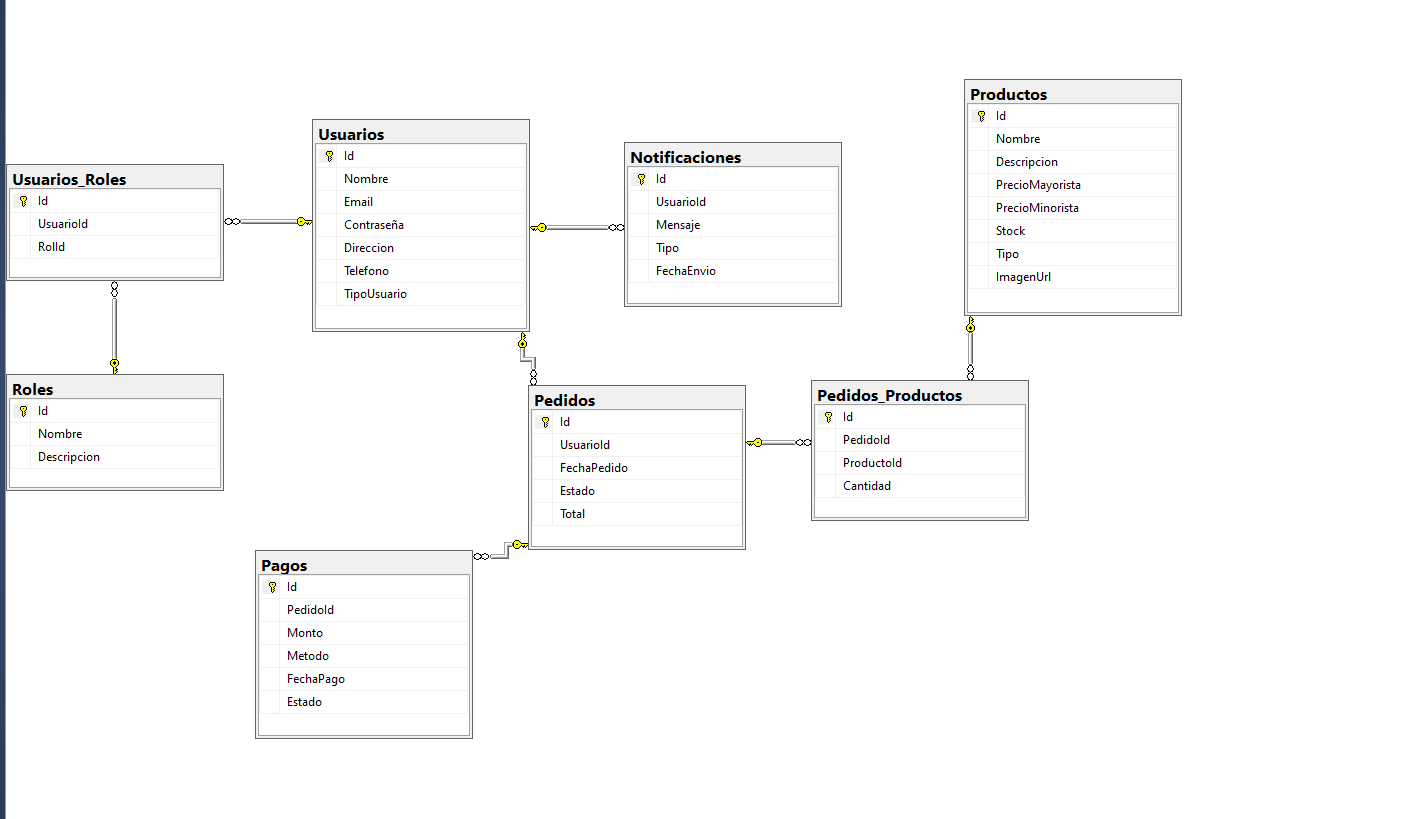 Usuarios_Roles
Id
UsuarioId
RolId
Roles
Id
Nombre
Descripcion
Usuarios
Id
Nombre
Email
Contraseña
Direccion
Telefono
TipoUsuario
Notificaciones
Id
UsuarioId
Mensaje
Tipo
FechaEnvio
Productos
Id
Nombre
Descripcion
PrecioMayorista
PrecioMinorista
Stock
Tipo
ImagenUrl
Pedidos
Id
UsuarioId
FechaPedido
Estado
Total
Pedidos_Productos
Id
PedidoId
ProductoId
Cantidad
Pagos
Id
PedidoId
Monto
Metodo
FechaPago
Estado